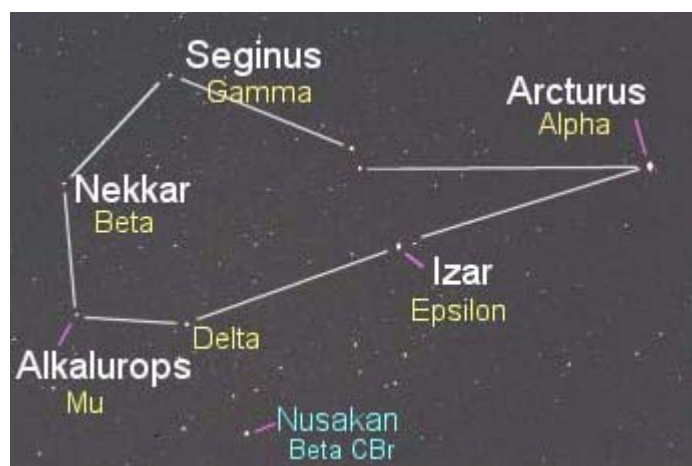 Seginus
Gamma
Arcturus
Alpha
Nekkar
Beta
Izar
Epsilon
Delta
Alkalurops
Mu
Nusakan
Beta CBr